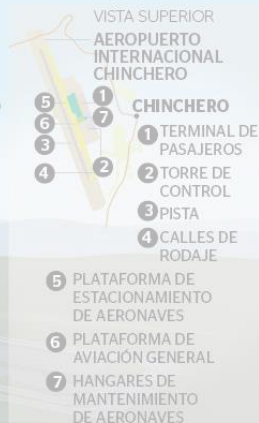 VISTA SUPERIOR
AEROPUERTO
INTERNACIONAL
CHINCHERO
5
1
CHINCHERO
6
7
3
4
2
1 TERMINAL DE
PASAJEROS
2 TORRE DE
CONTROL
3 PISTA
4 CALLES DE
RODAJE
5 PLATAFORMA DE
ESTACIONAMIENTO
DE AERONAVES
6 PLATAFORMA DE
AVIACIÓN GENERAL
7 HANGARES DE
MANTENIMIENTO
DE AERONAVES